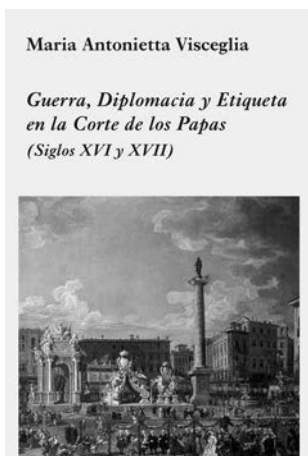 Maria Antonietta Visceglia
Guerra, Diplomacia y Etiqueta
en la Corte de los Papas
(Siglos XVI y XVII)